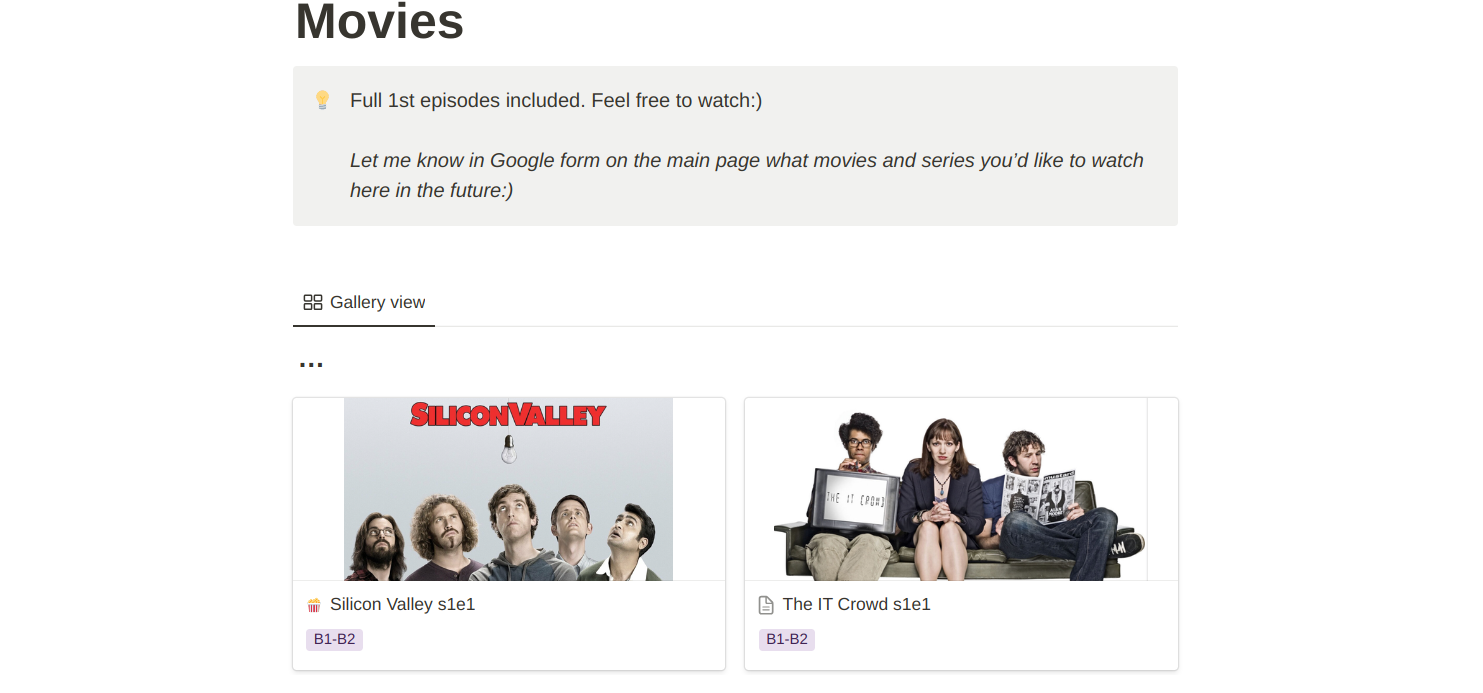 Movies
Full 1st episodes included. Feel free to watch:)
Let me know in Google form on the main page what movies and series you’d like to watch
here in the future:)
Gallery view
...
SILICON VALLEY
THE IT CROWD
Silicon Valley s1e1
The IT Crowd s1e1
B1-B2
B1-B2